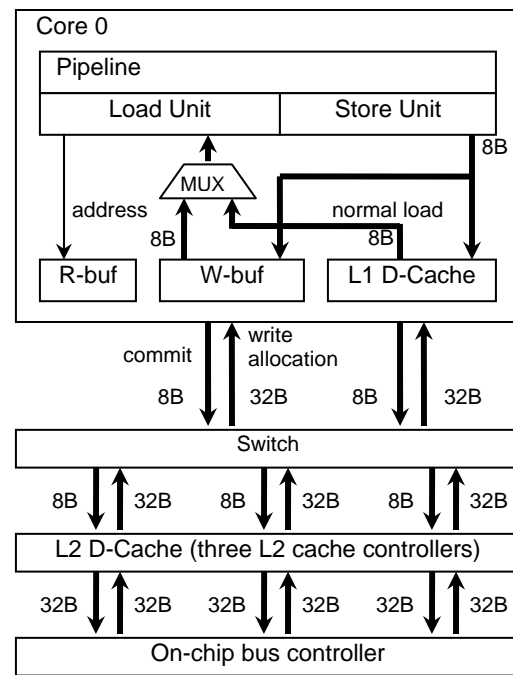 Core 0
Pipeline
Load Unit Store Unit
8B
MUX
address normal load
8B 8B
R-buf W-buf L1 D-Cache
commit write
allocation
8B 32B 8B 32B
Switch
8B 32B 8B 32B 8B 32B
L2 D-Cache (three L2 cache controllers)
32B 32B 32B 32B 32B 32B
On-chip bus controller